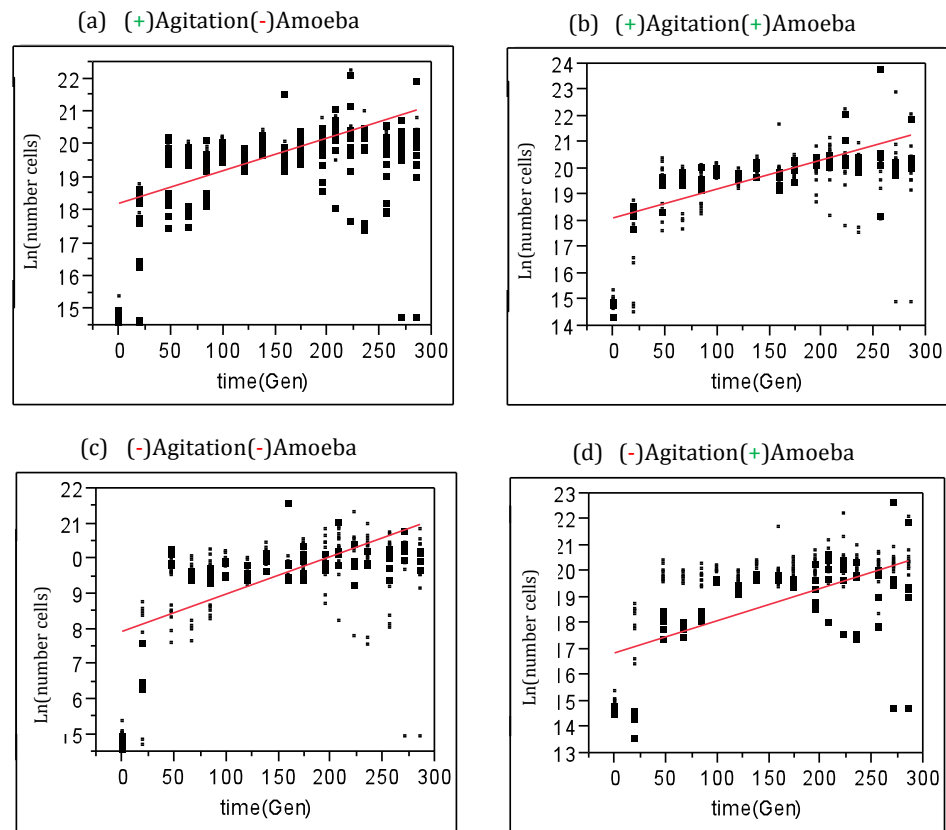 (a) (+)Agitation(-)Amoeba
Ln(number cells)
22
21
20
19
18
17
16
15
0 50 100 150 200 250 300
time(Gen)
(b) (+)Agitation(+)Amoeba
Ln(number cells)
24
23
22
21
20
19
18
17
16
15
14
0 50 100 150 200 250 300
time(Gen)
(c) (-)Agitation(-)Amoeba
Ln(number cells)
22
21
0
9
8
7
6
5
0 50 100 150 200 250 300
time(Gen)
(d) (-)Agitation(+)Amoeba
Ln(number cells)
23
22
21
20
19
18
17
15
14
13
0 50 100 150 200 250 300
time(Gen)